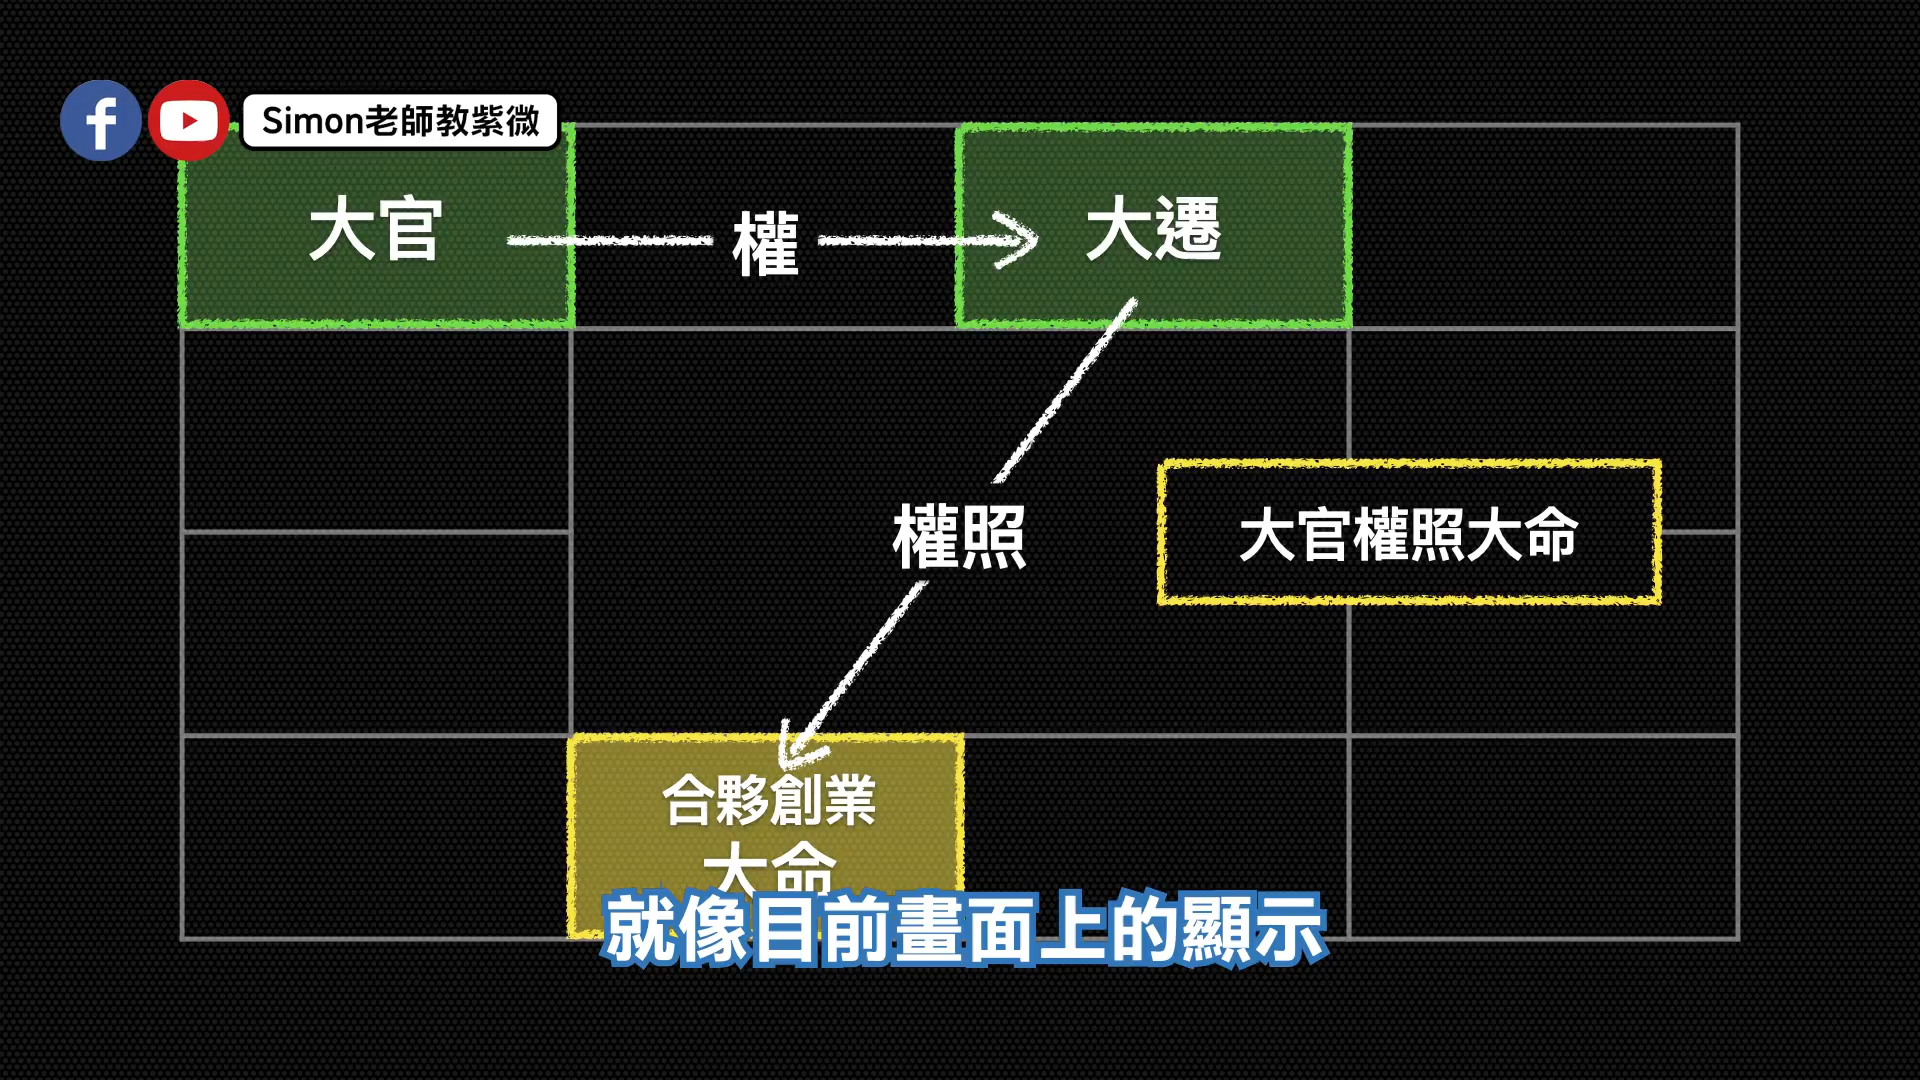 Simon老師教紫微
大官
權
大遷
權照
大官權照大命
合夥創業
大命
就像目前畫面上的顯示